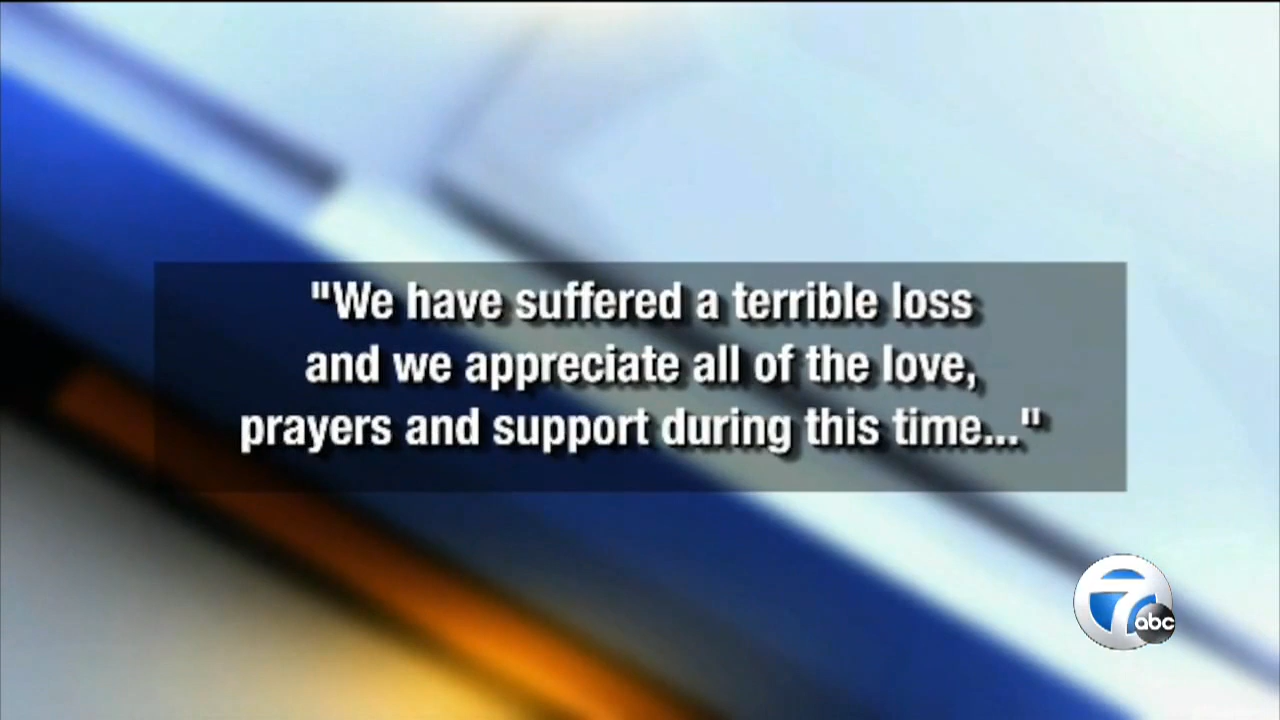 "We have suffered a terrible loss
and we appreciate all of the love,
prayers and support during this time..."
7
abc